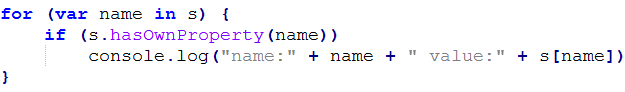 for (var name in s) {
    if (s.hasOwnProperty(name))
        console.log("name:" + name + " value:" + s[name])
}